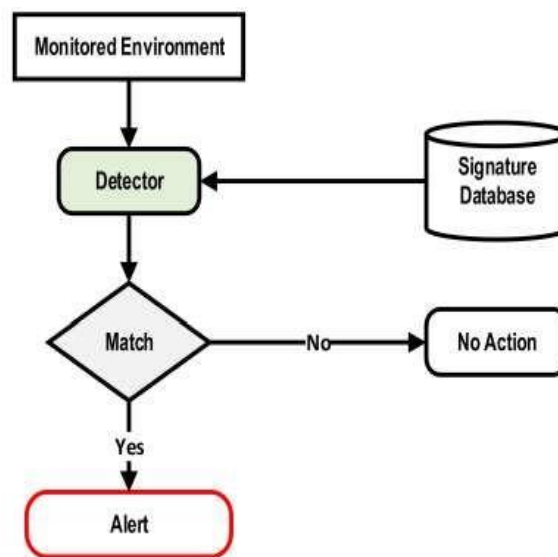 Monitored Environment
Detector
Signature
Database
Match
No
No Action
Yes
Alert